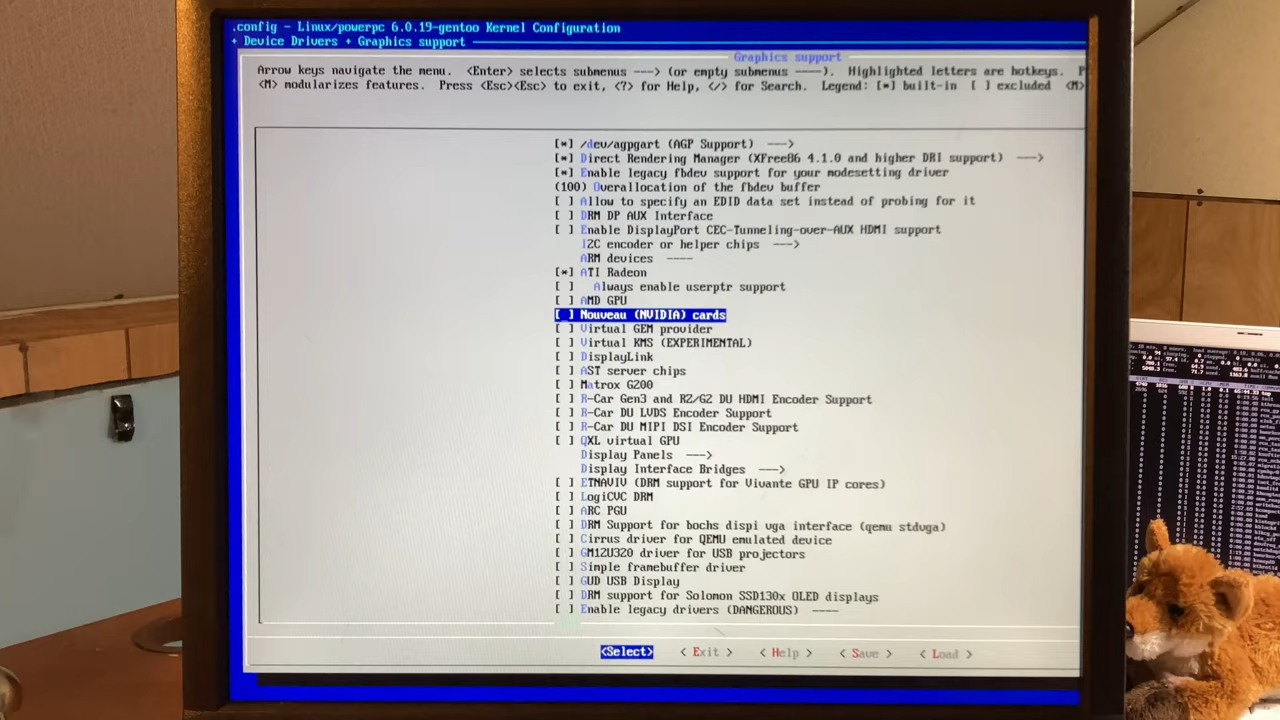 .config - Linux/powerpc 6.0.19-gentoo Kernel Configuration
+ Device Drivers + Graphics support
Graphics support
Arrow keys navigate the menu. <Enter> selects submenus ---> (or empty submenus ----). Highlighted letters are hotkeys. P
<M> modularizes features. Press <Esc><Esc> to exit, <?> for Help, </> for Search. Legend: [*] built-in [ ] excluded <M>
[*] /dev/agpgart (AGP Support) --->
[*] Direct Rendering Manager (XFree86 4.1.0 and higher DRI support) --->
[*] Enable legacy fbdev support for your modesetting driver
(100) Overallocation of the fbdev buffer
[ ] Allow to specify an EDID data set instead of probing for it
[ ] DRM DP AUX Interface
[ ] Enable DisplayPort CEC-Tunneling-over-AUX HDMI support
I2C encoder or helper chips --->
ARM devices ----
[*] ATI Radeon
[ ] Always enable userptr support
[ ] AMD GPU
[ ] Nouveau (NVIDIA) cards
[ ] Virtual GEM provider
[ ] Virtual KMS (EXPERIMENTAL)
[ ] DisplayLink
[ ] AST server chips
[ ] Matrox G200
[ ] R-Car Gen3 and RZ/G2 DU HDMI Encoder Support
[ ] R-Car DU LVDS Encoder Support
[ ] R-Car DU MIPI DSI Encoder Support
[ ] QXL virtual GPU
Display Panels --->
Display Interface Bridges --->
[ ] ETNAVIV (DRM support for Vivante GPU IP cores)
[ ] LogiCVC DRM
[ ] ARC PGU
[ ] DRM Support for bochs dispi vga interface (qemu stdvga)
[ ] Cirrus driver for QEMU emulated device
[ ] GM12U320 driver for USB projectors
[ ] Simple framebuffer driver
[ ] GUD USB Display
[ ] DRM support for Solomon SSD130x OLED displays
[ ] Enable legacy drivers (DANGEROUS) ----
<Select> < Exit > < Help > < Save > < Load >